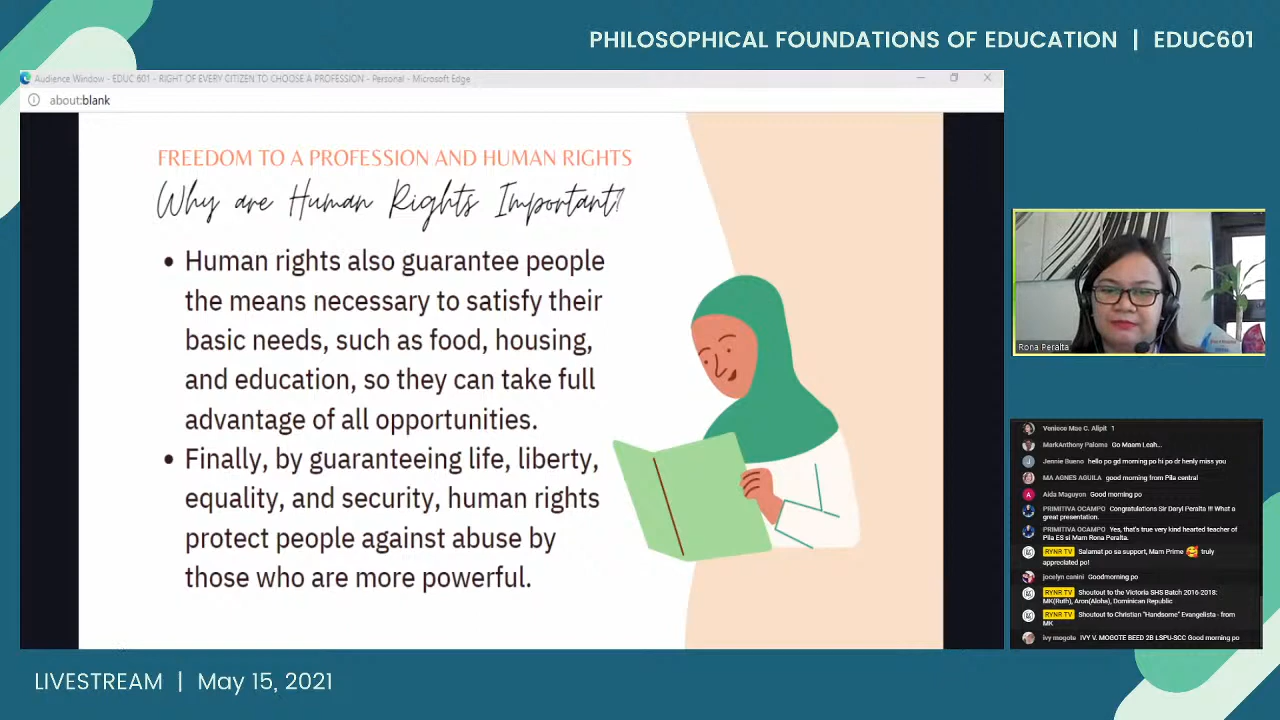 PHILOSOPHICAL FOUNDATIONS OF EDUCATION | EDUC601
Audience Window - EDUC 601 - RIGHT OF EVERY CITIZEN TO CHOOSE A PROFESSION - Personal - Microsoft Edge
about:blank
FREEDOM TO A PROFESSION AND HUMAN RIGHTS
Why are Human Rights Important?
• Human rights also guarantee people
the means necessary to satisfy their
basic needs, such as food, housing,
and education, so they can take full
advantage of all opportunities.
• Finally, by guaranteeing life, liberty,
equality, and security, human rights
protect people against abuse by
those who are more powerful.
Rona Peralta
Veniece Mae C. Alipit 1
MarkAnthony Paloma Go Maam Leah...
Jennie Bueno hello po gd morning po hi po dr henly miss you
MA AGNES AGUILA good morning from Pila central
Aida Maguyon Good morning po
PRIMITIVA OCAMPO Congratulations Sir Daryl Peralta !!! What a
great presentation.
PRIMITIVA OCAMPO Yes, that's true very kind hearted teacher of
Pila ES si Mam Rona Peralta.
RYNR TV Salamat po sa support, Mam Prime 🥰 truly
appreciated po!
jocelyn canini Goodmorning po
RYNR TV Shoutout to the Victoria SHS Batch 2016-2018:
MK(Ruth), Aron(Aloha), Dominican Republic
RYNR TV Shoutout to Christian "Handsome" Evangelista - from
MK
ivy mogote IVY V. MOGOTE BEED 2B LSPU-SCC Good morning po
LIVESTREAM | May 15, 2021